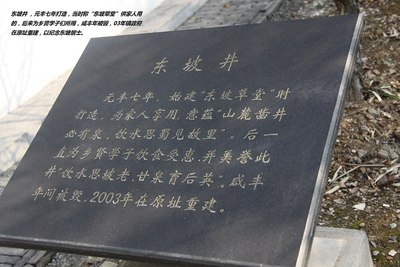 东坡井，元丰七年打造，当时称“东坡草堂”供家人用
的，后来为乡贤学子们所用，咸丰年被毁，03年镇政府
在原址重建，以纪念东坡居士。
东坡井
元丰七年，始建“东坡草堂”时
打造，为家人享用，意蕴“山麓凿井
必有泉，饮水思蜀见故里”。后一
直为乡贤学子饮食受惠，并美誉此
井“饮水思坡老，甘泉育后英”。咸丰
年间被毁，2003年在原址重建。